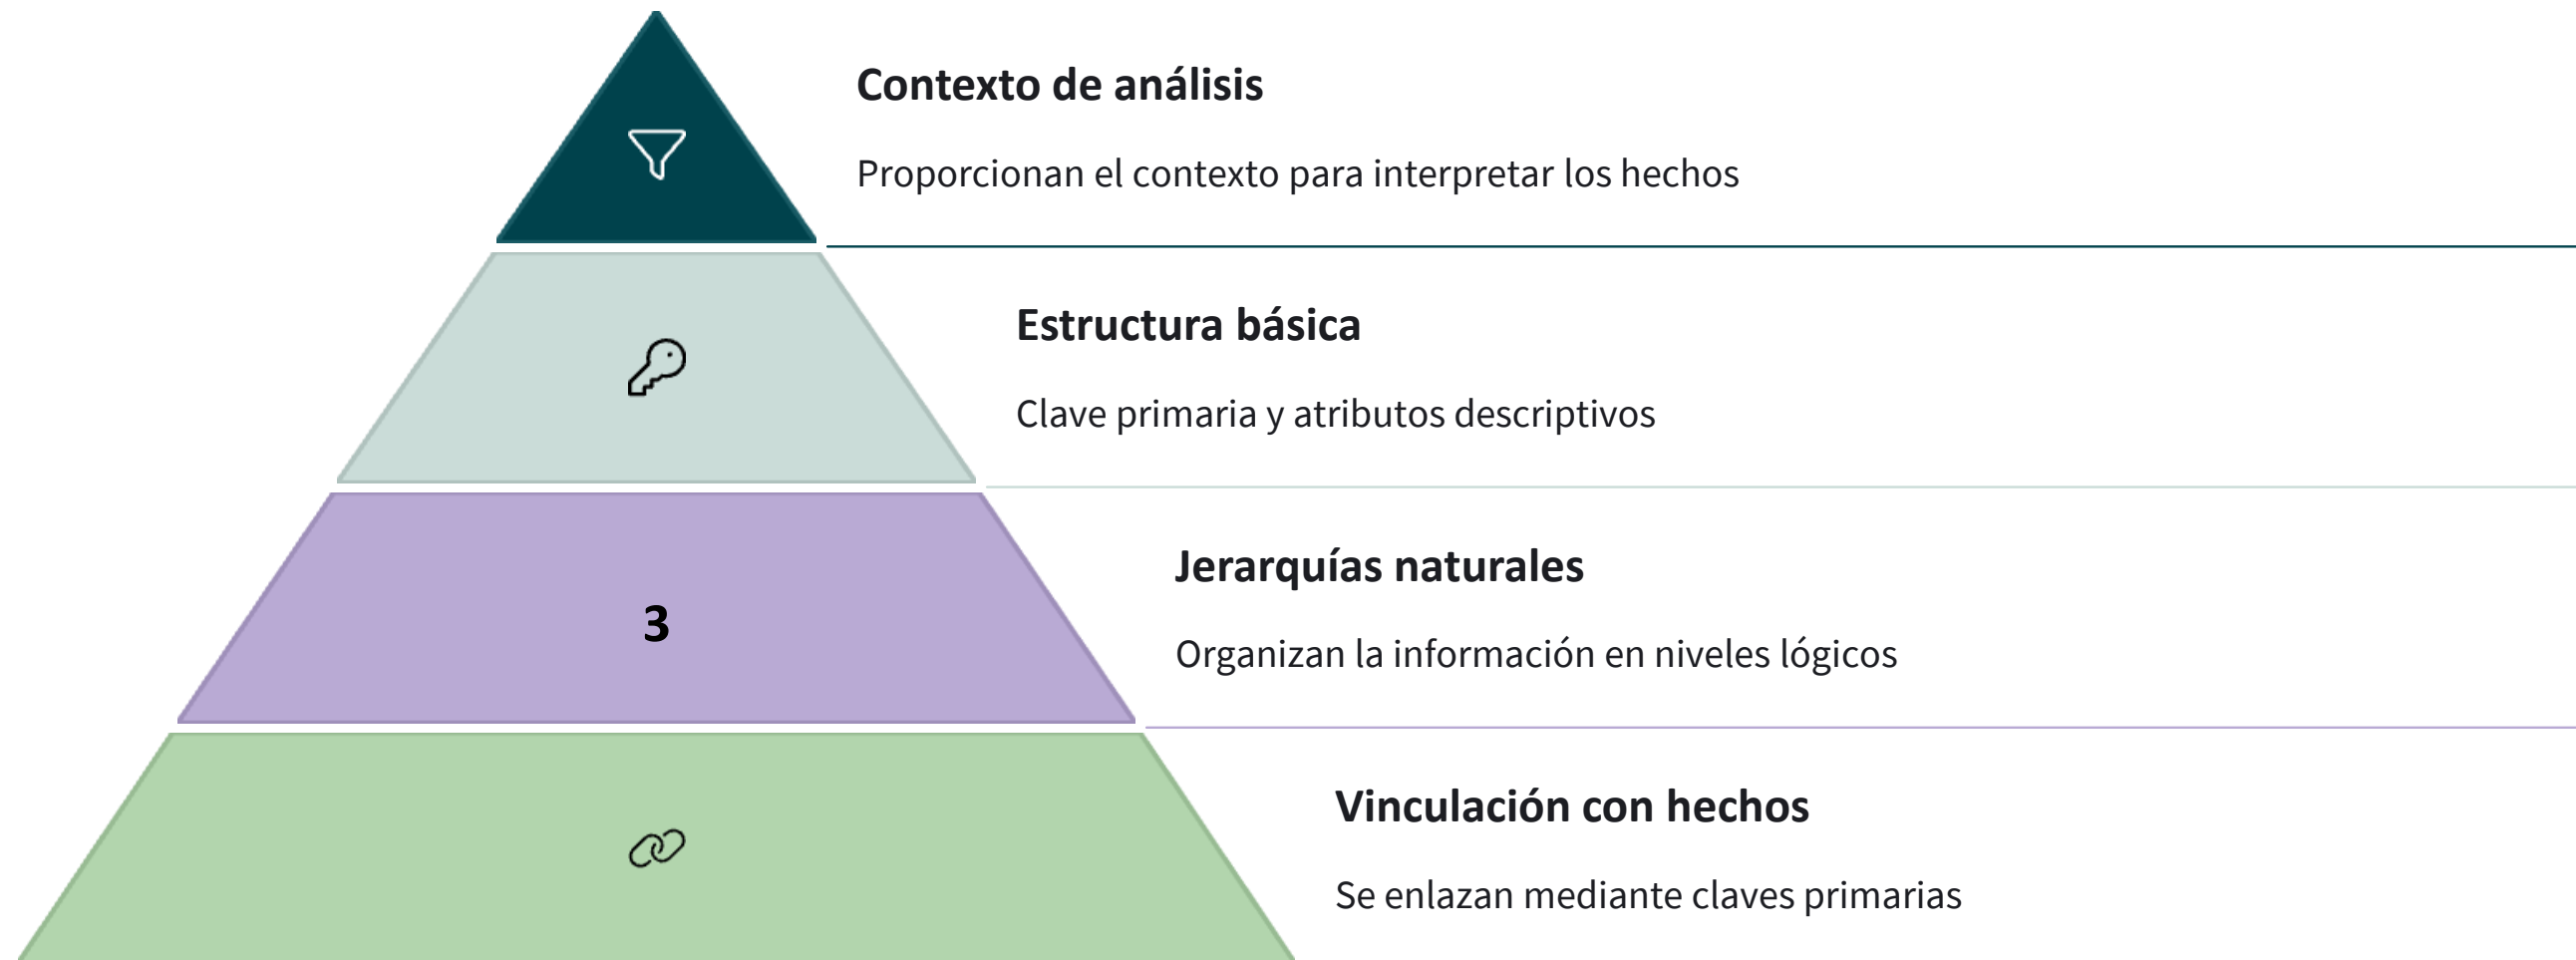 Contexto de análisis
Proporcionan el contexto para interpretar los hechos
Estructura básica
Clave primaria y atributos descriptivos
3
Jerarquías naturales
Organizan la información en niveles lógicos
Vinculación con hechos
Se enlazan mediante claves primarias